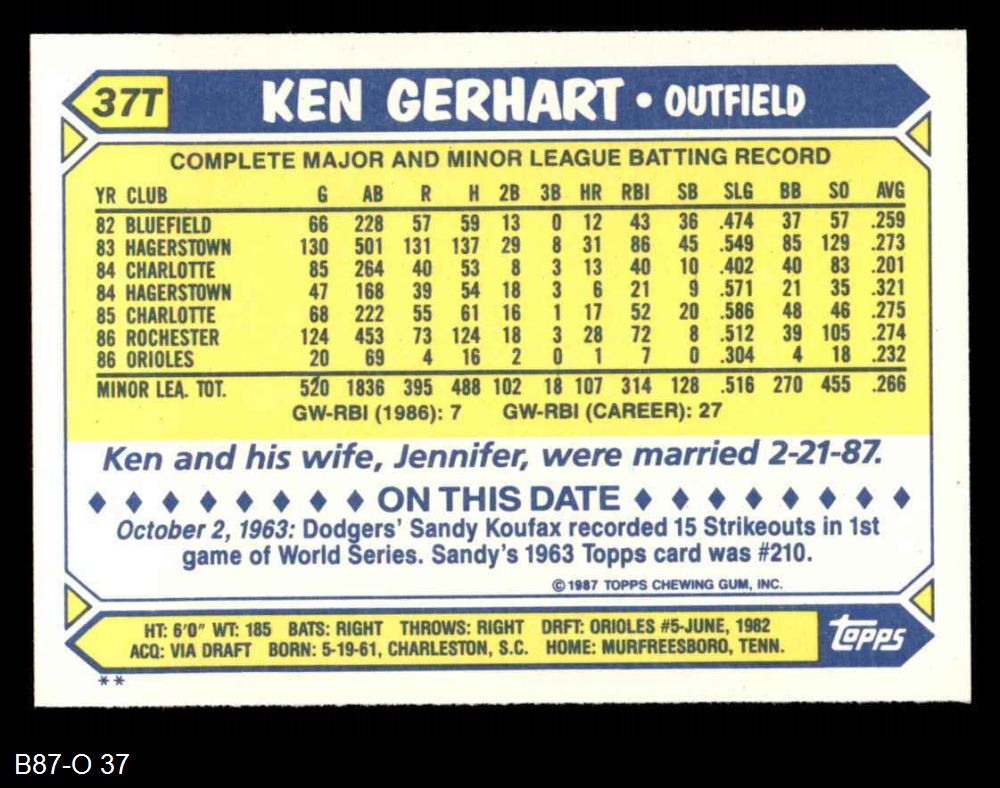 37T KEN GERHART • OUTFIELD
COMPLETE MAJOR AND MINOR LEAGUE BATTING RECORD
YR CLUB G AB R H 2B 3B HR RBI SB SLG BB SO AVG
82 BLUEFIELD 66 228 57 59 13 0 12 43 36 .474 37 57 .259
83 HAGERSTOWN 130 501 131 137 29 8 31 86 45 .549 85 129 .273
84 CHARLOTTE 85 264 40 53 8 3 13 40 10 .402 40 83 .201
84 HAGERSTOWN 47 168 39 54 18 3 6 21 9 .571 21 35 .321
85 CHARLOTTE 68 222 55 61 16 1 17 52 20 .586 48 46 .275
86 ROCHESTER 124 453 73 124 18 3 28 72 8 .512 39 105 .274
86 ORIOLES 20 69 4 16 2 0 1 7 0 .304 4 18 .232
MINOR LEA. TOT. 520 1836 395 488 102 18 107 314 128 .516 270 455 .266
GW-RBI (1986): 7 GW-RBI (CAREER): 27
Ken and his wife, Jennifer, were married 2-21-87.
♦ ♦ ♦ ♦ ♦ ♦ ♦ ♦ ON THIS DATE ♦ ♦ ♦ ♦ ♦ ♦ ♦ ♦
October 2, 1963: Dodgers' Sandy Koufax recorded 15 Strikeouts in 1st
game of World Series. Sandy's 1963 Topps card was #210.
© 1987 TOPPS CHEWING GUM, INC.
HT: 6'0" WT: 185 BATS: RIGHT THROWS: RIGHT DRFT: ORIOLES #5-JUNE, 1982
ACQ: VIA DRAFT BORN: 5-19-61, CHARLESTON, S.C. HOME: MURFREESBORO, TENN.
topps
**
B87-O 37